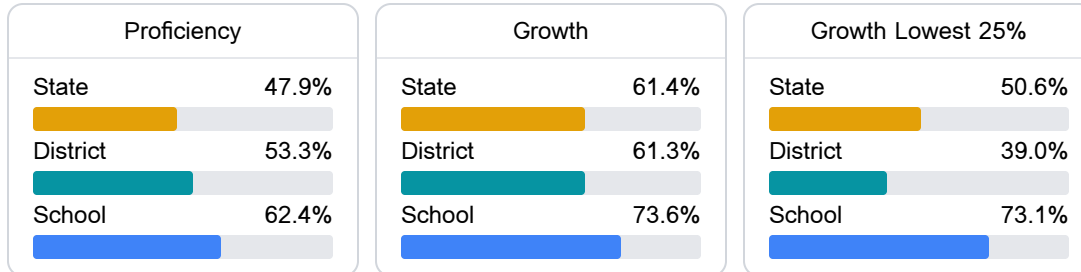 Proficiency
State 47.9%
District 53.3%
School 62.4%
Growth
State 61.4%
District 61.3%
School 73.6%
Growth Lowest 25%
State 50.6%
District 39.0%
School 73.1%